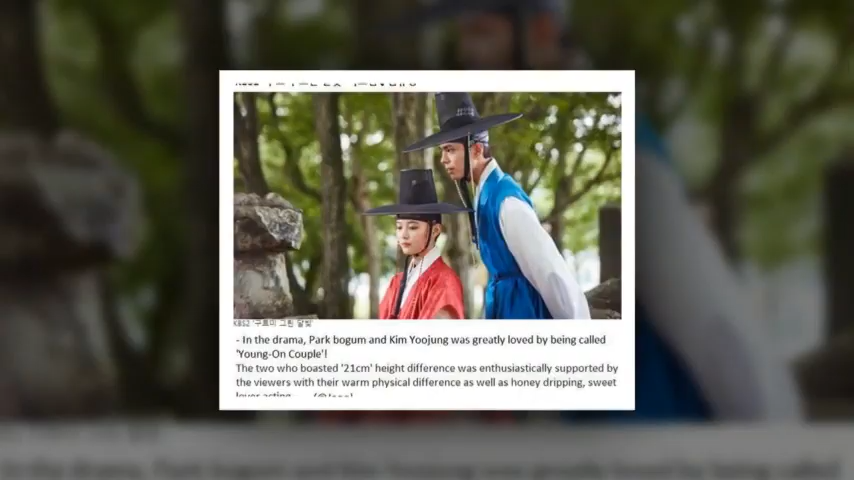 KBS2 '구르미 그린 달빛'
- In the drama, Park bogum and Kim Yoojung was greatly loved by being called
'Young-On Couple'!
The two who boasted '21cm' height difference was enthusiastically supported by
the viewers with their warm physical difference as well as honey dripping, sweet
lover acting